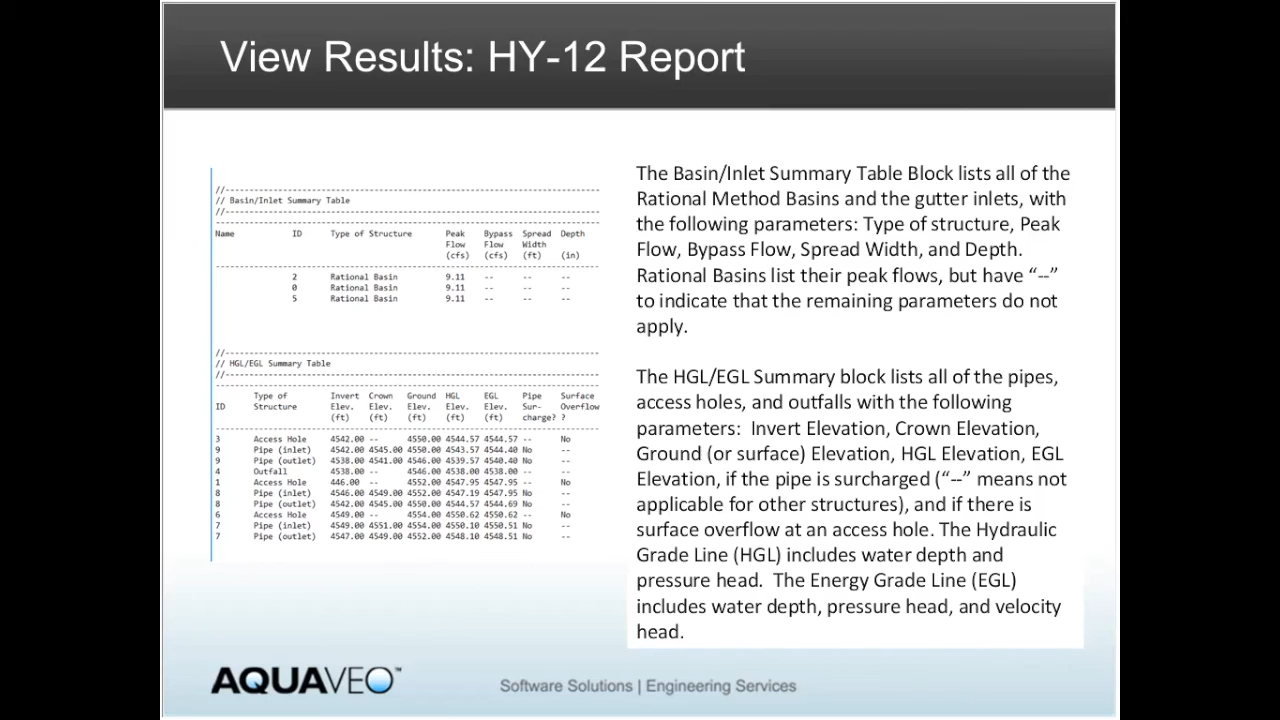 View Results: HY-12 Report
//------------------------------------------------------------
// Basin/Inlet Summary Table
//------------------------------------------------------------
Name ID Type of Structure Peak Bypass Spread Depth
Flow Flow Width
(cfs) (cfs) (ft) (in)
2 Rational Basin 9.11 -- -- --
0 Rational Basin 9.11 -- -- --
5 Rational Basin 9.11 -- -- --
//------------------------------------------------------------
// HGL/EGL Summary Table
//------------------------------------------------------------
Type of Invert Crown Ground HGL EGL Pipe Surface
ID Structure Elev. Elev. Elev. Elev. Elev. Sur- Overflow
(ft) (ft) (ft) (ft) (ft) charge? ?
3 Access Hole 4542.00 -- 4550.00 4544.57 4544.57 -- No
9 Pipe (inlet) 4542.00 4545.00 4550.00 4543.57 4544.40 No --
9 Pipe (outlet) 4538.00 4541.00 4546.00 4539.57 4540.40 No --
4 Outfall 4538.00 -- 4546.00 4538.00 4538.00 -- --
1 Access Hole 446.00 -- 4552.00 4547.95 4547.95 -- No
8 Pipe (inlet) 4546.00 4549.00 4552.00 4547.19 4547.95 No --
8 Pipe (outlet) 4542.00 4545.00 4550.00 4544.57 4544.69 No --
6 Access Hole 4549.00 -- 4554.00 4550.62 4550.62 -- No
7 Pipe (inlet) 4549.00 4551.00 4554.00 4550.10 4550.51 No --
7 Pipe (outlet) 4547.00 4549.00 4552.00 4548.10 4548.51 No --
The Basin/Inlet Summary Table Block lists all of the
Rational Method Basins and the gutter inlets, with
the following parameters: Type of structure, Peak
Flow, Bypass Flow, Spread Width, and Depth.
Rational Basins list their peak flows, but have “--”
to indicate that the remaining parameters do not
apply.
The HGL/EGL Summary block lists all of the pipes,
access holes, and outfalls with the following
parameters: Invert Elevation, Crown Elevation,
Ground (or surface) Elevation, HGL Elevation, EGL
Elevation, if the pipe is surcharged (“--” means not
applicable for other structures), and if there is
surface overflow at an access hole. The Hydraulic
Grade Line (HGL) includes water depth and
pressure head. The Energy Grade Line (EGL)
includes water depth, pressure head, and velocity
head.
AQUAVEO™
Software Solutions | Engineering Services